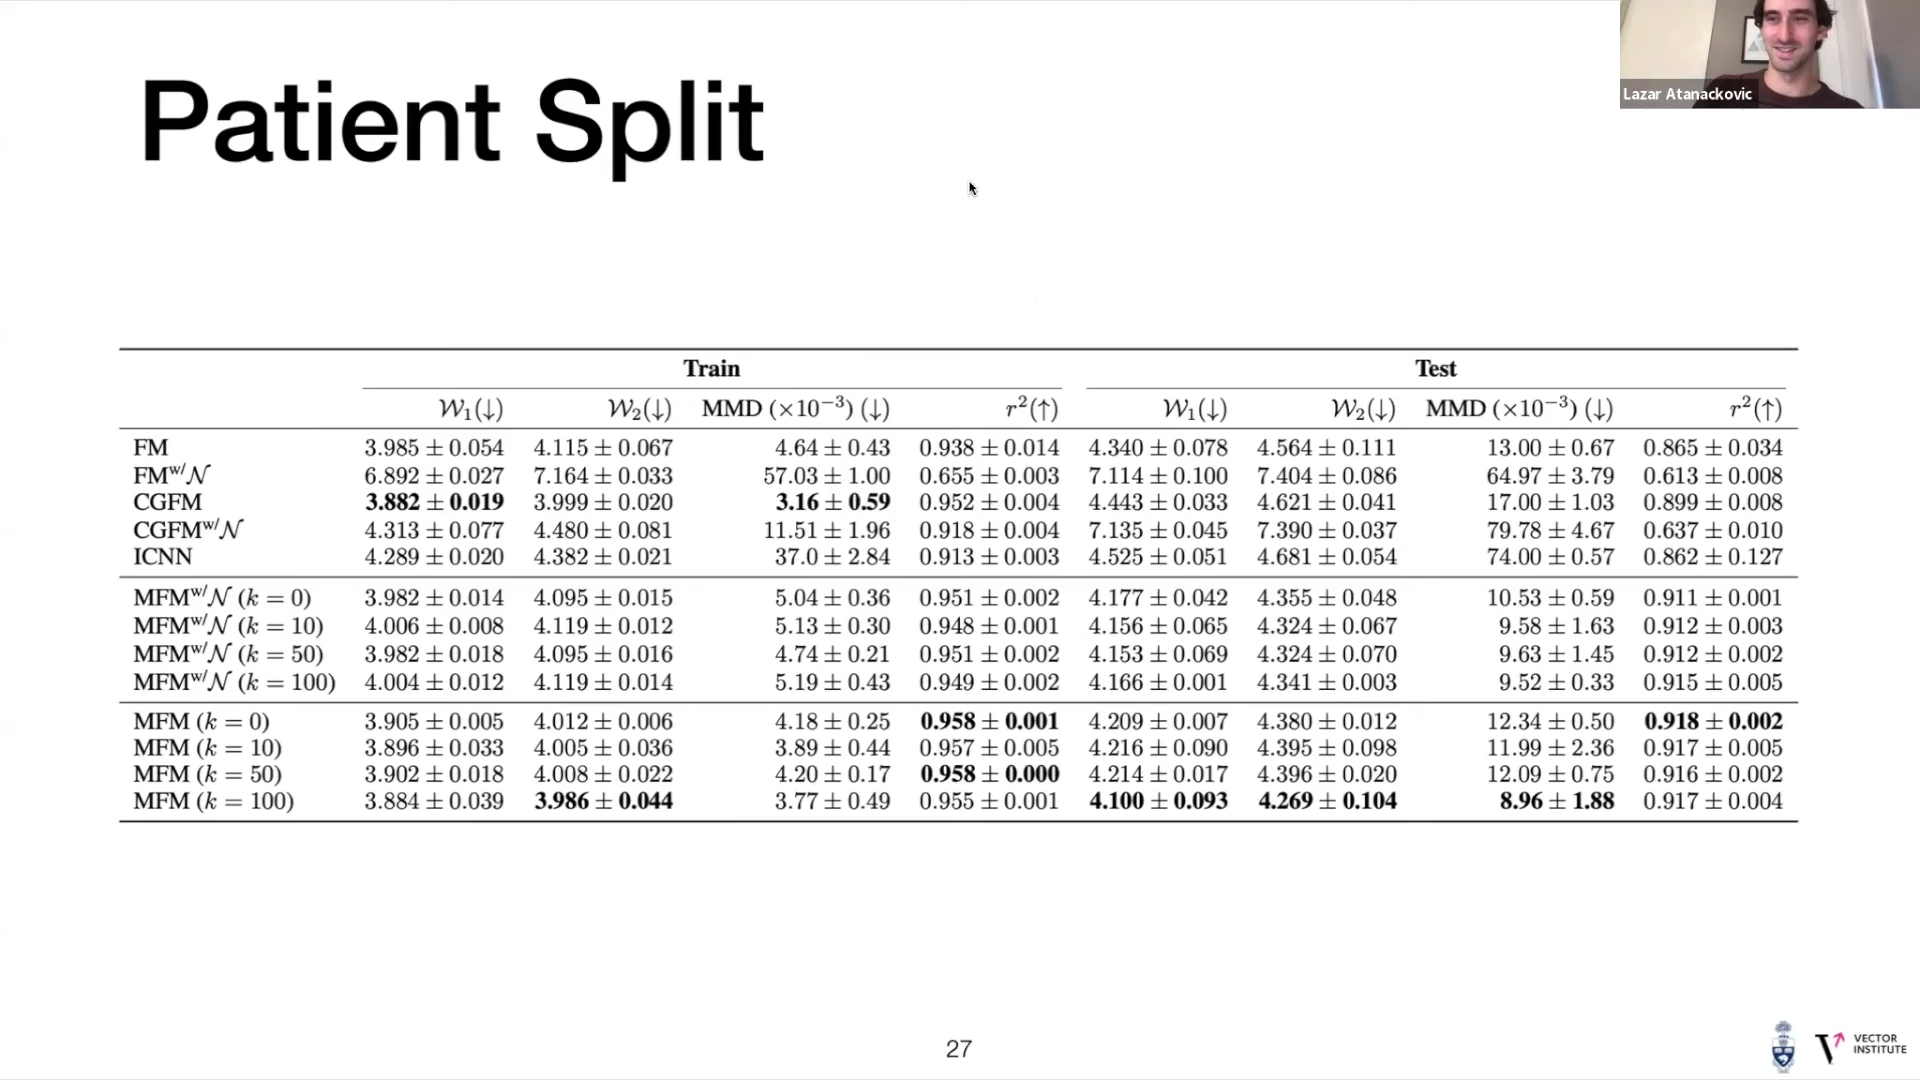 Lazar Atanackovic
Patient Split
Train Test
𝒲₁(↓) 𝒲₂(↓) MMD (×10⁻³) (↓) r²(↑) 𝒲₁(↓) 𝒲₂(↓) MMD (×10⁻³) (↓) r²(↑)
FM 3.985 ± 0.054 4.115 ± 0.067 4.64 ± 0.43 0.938 ± 0.014 4.340 ± 0.078 4.564 ± 0.111 13.00 ± 0.67 0.865 ± 0.034
FMʷ/𝒩 6.892 ± 0.027 7.164 ± 0.033 57.03 ± 1.00 0.655 ± 0.003 7.114 ± 0.100 7.404 ± 0.086 64.97 ± 3.79 0.613 ± 0.008
CGFM 3.882 ± 0.019 3.999 ± 0.020 3.16 ± 0.59 0.952 ± 0.004 4.443 ± 0.033 4.621 ± 0.041 17.00 ± 1.03 0.899 ± 0.008
CGFMʷ/𝒩 4.313 ± 0.077 4.480 ± 0.081 11.51 ± 1.96 0.918 ± 0.004 7.135 ± 0.045 7.390 ± 0.037 79.78 ± 4.67 0.637 ± 0.010
ICNN 4.289 ± 0.020 4.382 ± 0.021 37.0 ± 2.84 0.913 ± 0.003 4.525 ± 0.051 4.681 ± 0.054 74.00 ± 0.57 0.862 ± 0.127
MFMʷ/𝒩 (k = 0) 3.982 ± 0.014 4.095 ± 0.015 5.04 ± 0.36 0.951 ± 0.002 4.177 ± 0.042 4.355 ± 0.048 10.53 ± 0.59 0.911 ± 0.001
MFMʷ/𝒩 (k = 10) 4.006 ± 0.008 4.119 ± 0.012 5.13 ± 0.30 0.948 ± 0.001 4.156 ± 0.065 4.324 ± 0.067 9.58 ± 1.63 0.912 ± 0.003
MFMʷ/𝒩 (k = 50) 3.982 ± 0.018 4.095 ± 0.016 4.74 ± 0.21 0.951 ± 0.002 4.153 ± 0.069 4.324 ± 0.070 9.63 ± 1.45 0.912 ± 0.002
MFMʷ/𝒩 (k = 100) 4.004 ± 0.012 4.119 ± 0.014 5.19 ± 0.43 0.949 ± 0.002 4.166 ± 0.001 4.341 ± 0.003 9.52 ± 0.33 0.915 ± 0.005
MFM (k = 0) 3.905 ± 0.005 4.012 ± 0.006 4.18 ± 0.25 0.958 ± 0.001 4.209 ± 0.007 4.380 ± 0.012 12.34 ± 0.50 0.918 ± 0.002
MFM (k = 10) 3.896 ± 0.033 4.005 ± 0.036 3.89 ± 0.44 0.957 ± 0.005 4.216 ± 0.090 4.395 ± 0.098 11.99 ± 2.36 0.917 ± 0.005
MFM (k = 50) 3.902 ± 0.018 4.008 ± 0.022 4.20 ± 0.17 0.958 ± 0.000 4.214 ± 0.017 4.396 ± 0.020 12.09 ± 0.75 0.916 ± 0.002
MFM (k = 100) 3.884 ± 0.039 3.986 ± 0.044 3.77 ± 0.49 0.955 ± 0.001 4.100 ± 0.093 4.269 ± 0.104 8.96 ± 1.88 0.917 ± 0.004
27
VECTOR
INSTITUTE